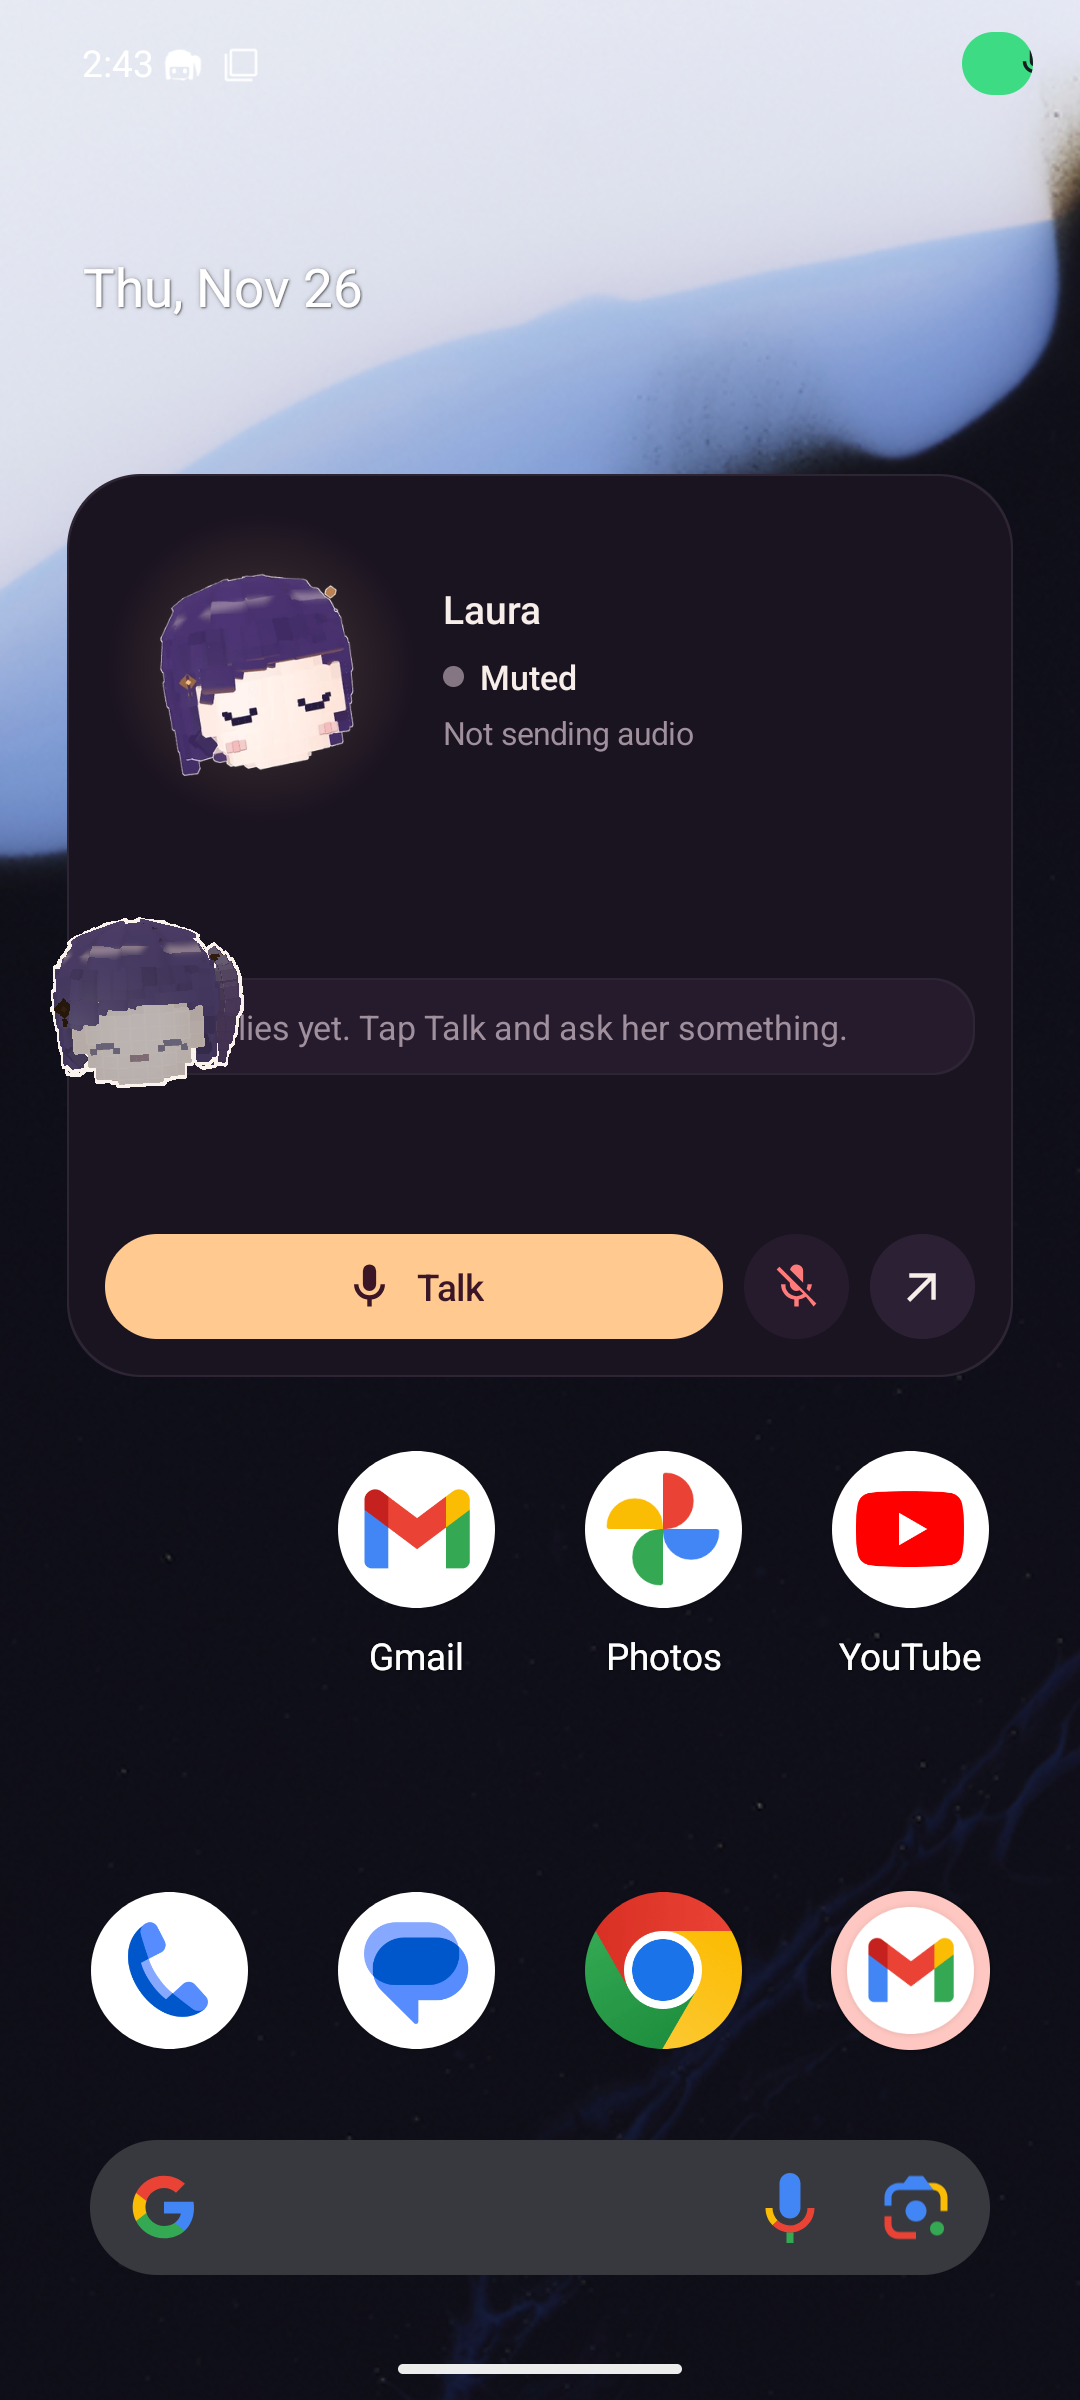 2:43
Thu, Nov 26
Laura
Muted
Not sending audio
yet. Tap Talk and ask her something.
Talk
Gmail
Photos
YouTube